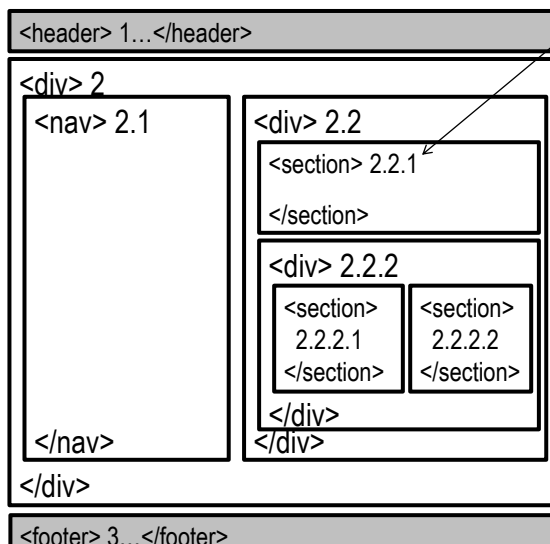 <header> 1…</header>
<div> 2
<nav> 2.1
</nav>
<div> 2.2
<section> 2.2.1
</section>
<div> 2.2.2
<section>
2.2.2.1
</section>
<section>
2.2.2.2
</section>
</div>
</div>
</div>
<footer> 3…</footer>